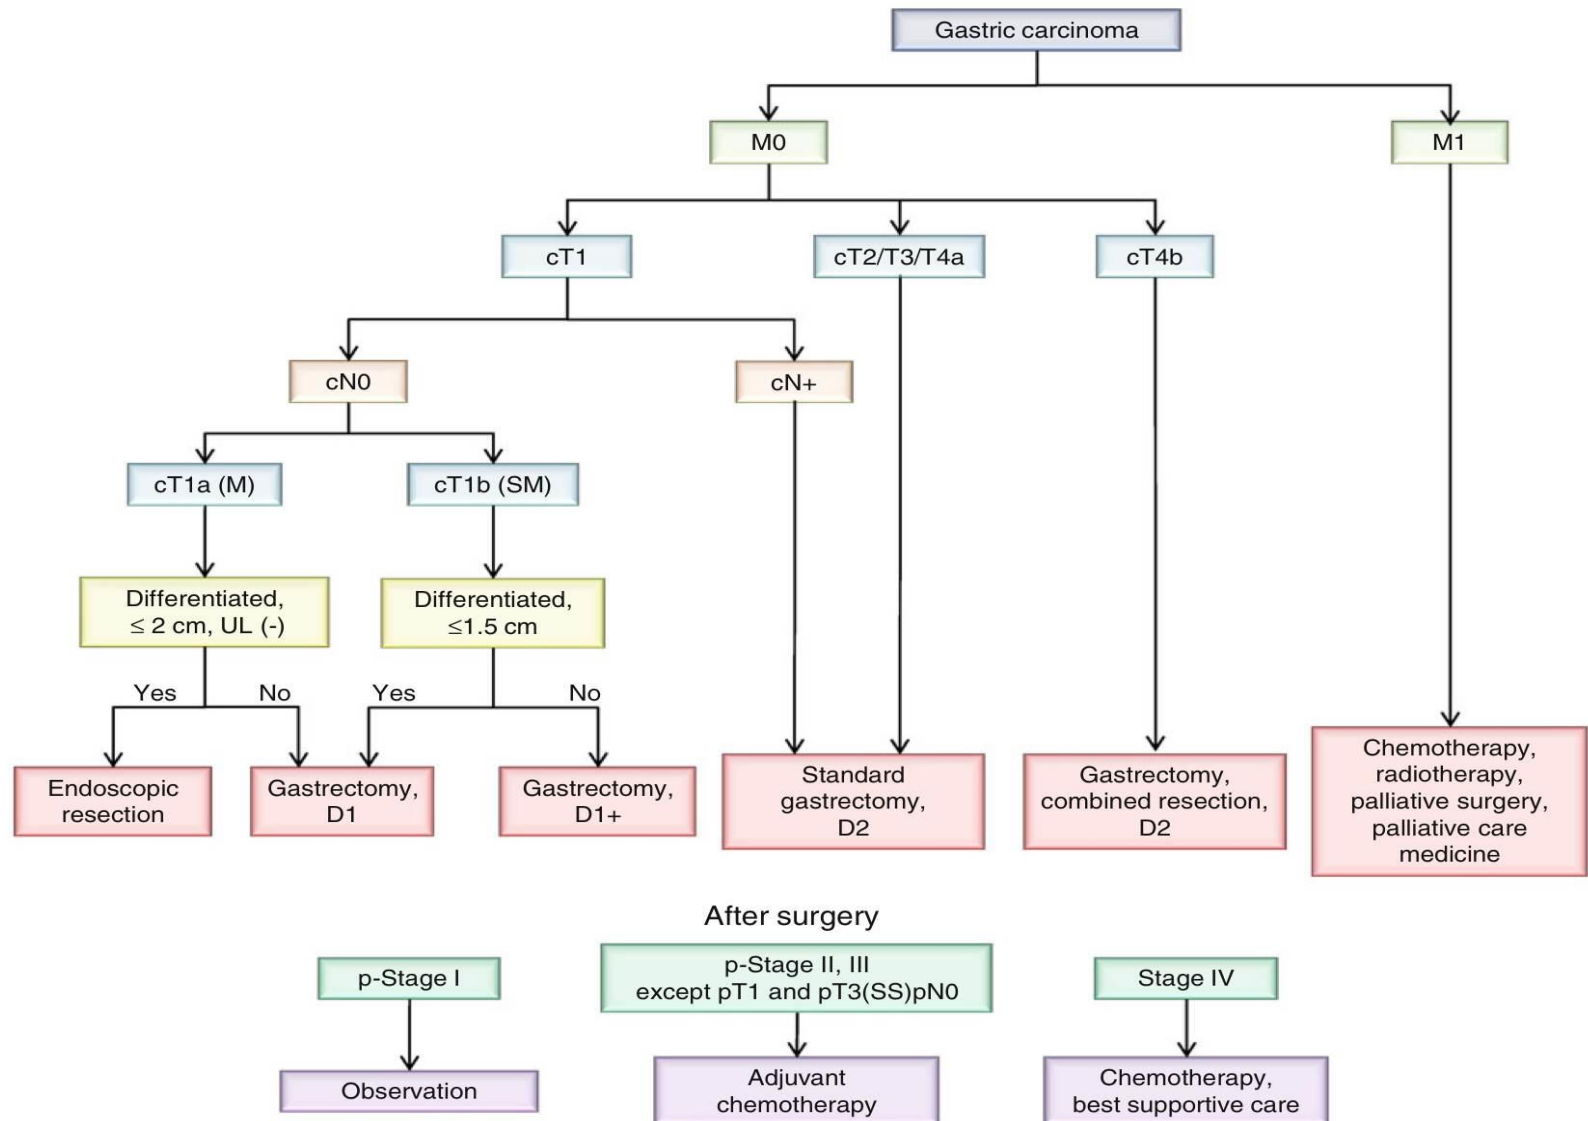 Gastric carcinoma
M0
M1
cT1
cT2/T3/T4a
cT4b
cN0
cN+
cT1a (M)
cT1b (SM)
Differentiated,
≤ 2 cm, UL (-)
Differentiated,
≤1.5 cm
Yes
No
Yes
No
Endoscopic
resection
Gastrectomy,
D1
Gastrectomy,
D1+
Standard
gastrectomy,
D2
Gastrectomy,
combined resection,
D2
Chemotherapy,
radiotherapy,
palliative surgery,
palliative care
medicine
After surgery
p-Stage I
p-Stage II, III
except pT1 and pT3(SS)pN0
Stage IV
Observation
Adjuvant
chemotherapy
Chemotherapy,
best supportive care